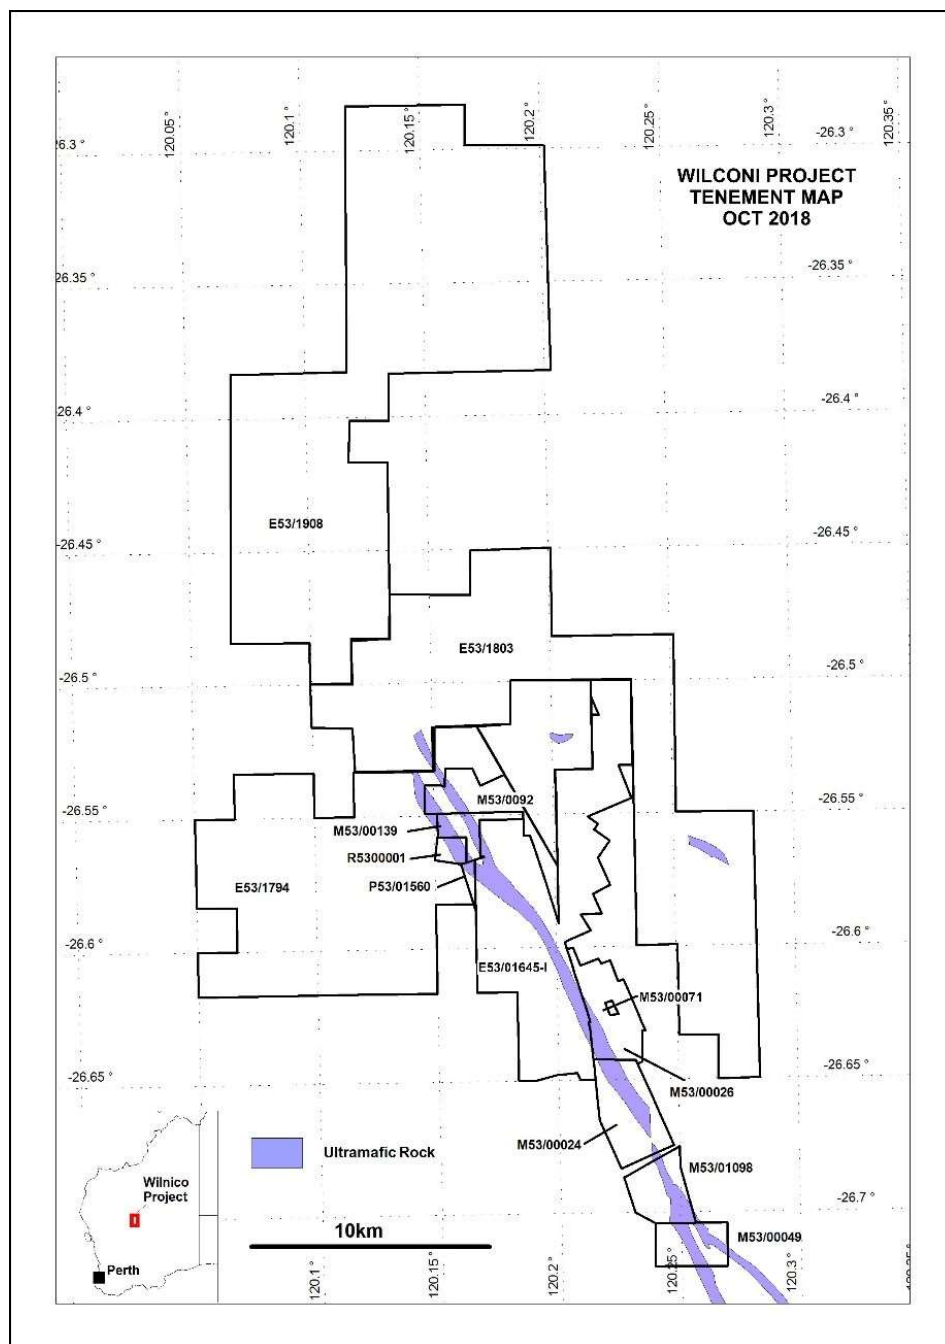 120.05 °
120.1 °
120.15 °
120.2 °
120.25 °
120.3 °
120.35 °
26.3 °
-26.3 °
WILCONI PROJECT
TENEMENT MAP
OCT 2018
26.35 °
-26.35 °
26.4 °
-26.4 °
E53/1908
-26.45 °
-26.45 °
E53/1803
-26.5 °
-26.5 °
M53/0092
-26.55 °
-26.55 °
M53/00139
R5300001
P53/01560
E53/1794
-26.6 °
-26.6 °
E53/01645-I
M53/00071
-26.65 °
-26.65 °
M53/00026
M53/00024
Ultramafic Rock
M53/01098
Wilnico
Project
-26.7 °
10km
M53/00049
Perth
120.1 °
120.15 °
120.2 °
120.25 °
120.3 °